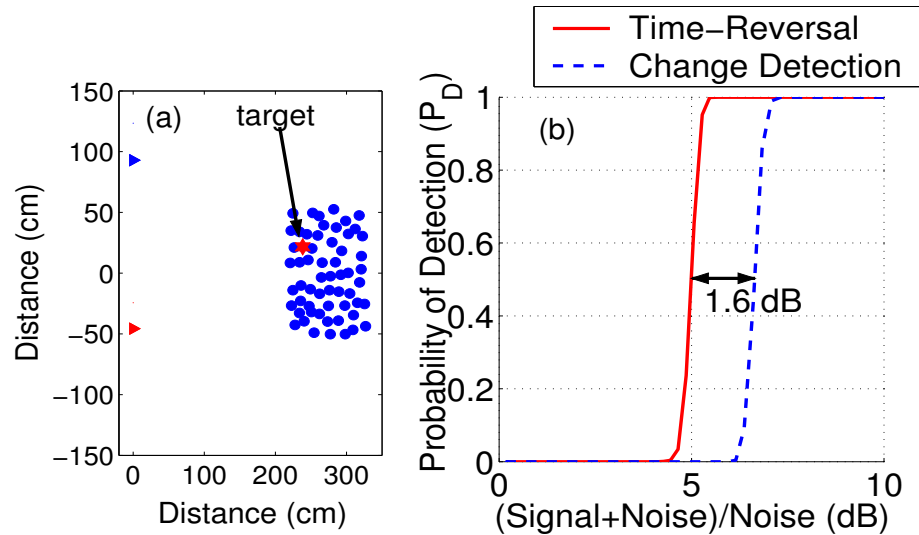 Time−Reversal
Change Detection
150
100
50
0
−50
−100
−150
Distance (cm)
(a)
target
0
100
200
300
Distance (cm)
1
0.8
0.6
0.4
0.2
0
Probability of Detection (P_D)
(b)
1.6 dB
0
5
10
(Signal+Noise)/Noise (dB)